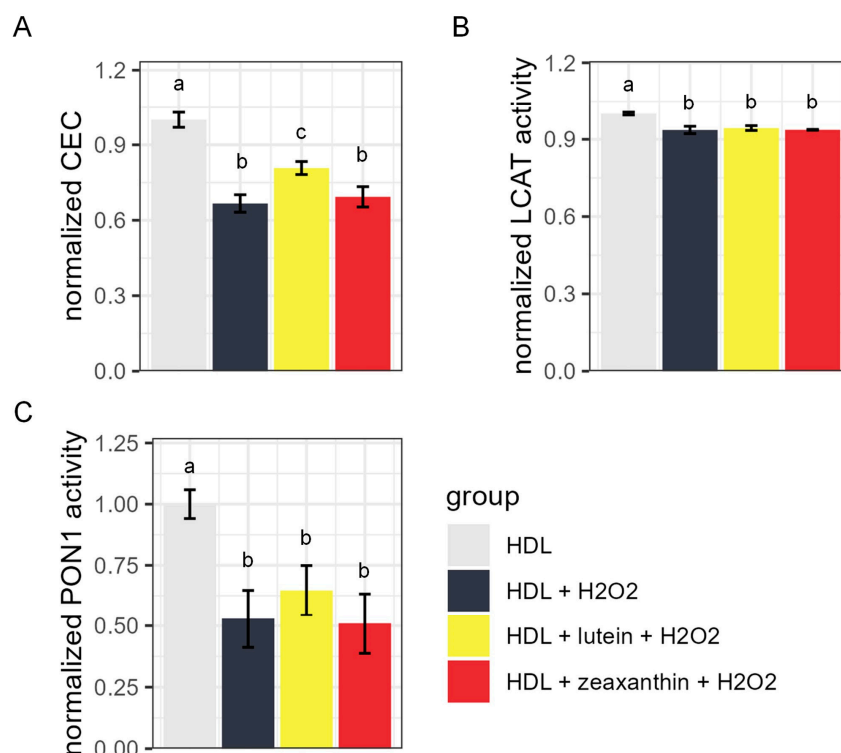 A
normalized CEC
1.2
0.9
0.6
0.3
0.0
a
b
c
b
B
normalized LCAT activity
1.2
0.9
0.6
0.3
0.0
a
b
b
b
C
normalized PON1 activity
1.25
1.00
0.75
0.50
0.25
0.00
a
b
b
b
group
HDL
HDL + H2O2
HDL + lutein + H2O2
HDL + zeaxanthin + H2O2